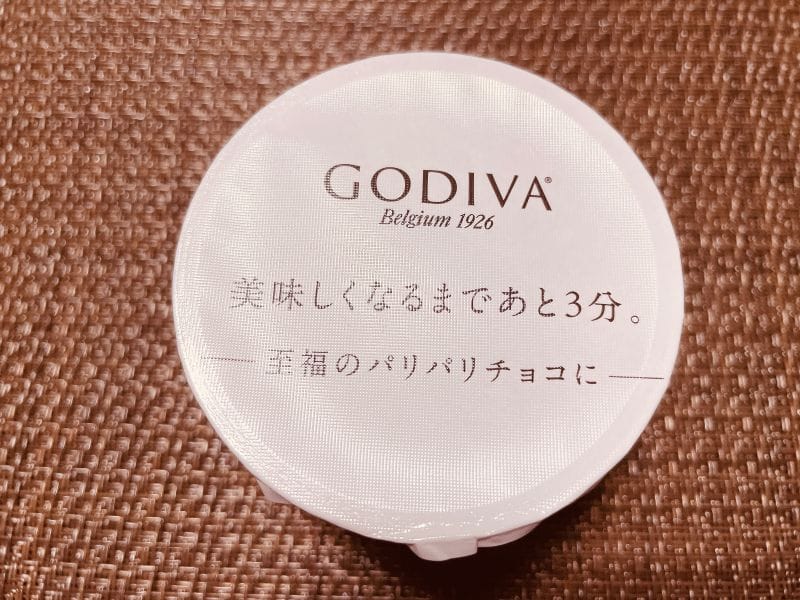 GODIVA®
Belgium 1926
美味しくなるまであと3分。
至福のパリパリチョコに